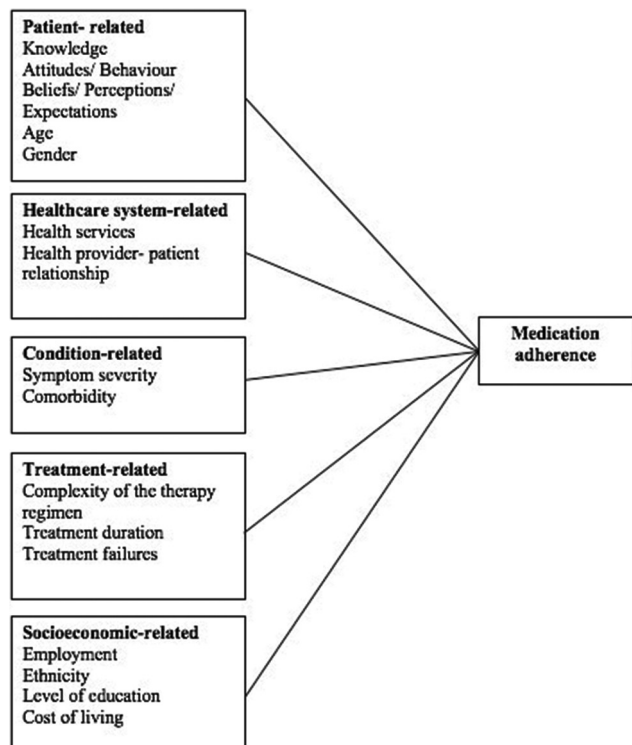 Patient- related
Knowledge
Attitudes/ Behaviour
Beliefs/ Perceptions/
Expectations
Age
Gender
Healthcare system-related
Health services
Health provider- patient
relationship
Condition-related
Symptom severity
Comorbidity
Treatment-related
Complexity of the therapy
regimen
Treatment duration
Treatment failures
Socioeconomic-related
Employment
Ethnicity
Level of education
Cost of living
Medication
adherence